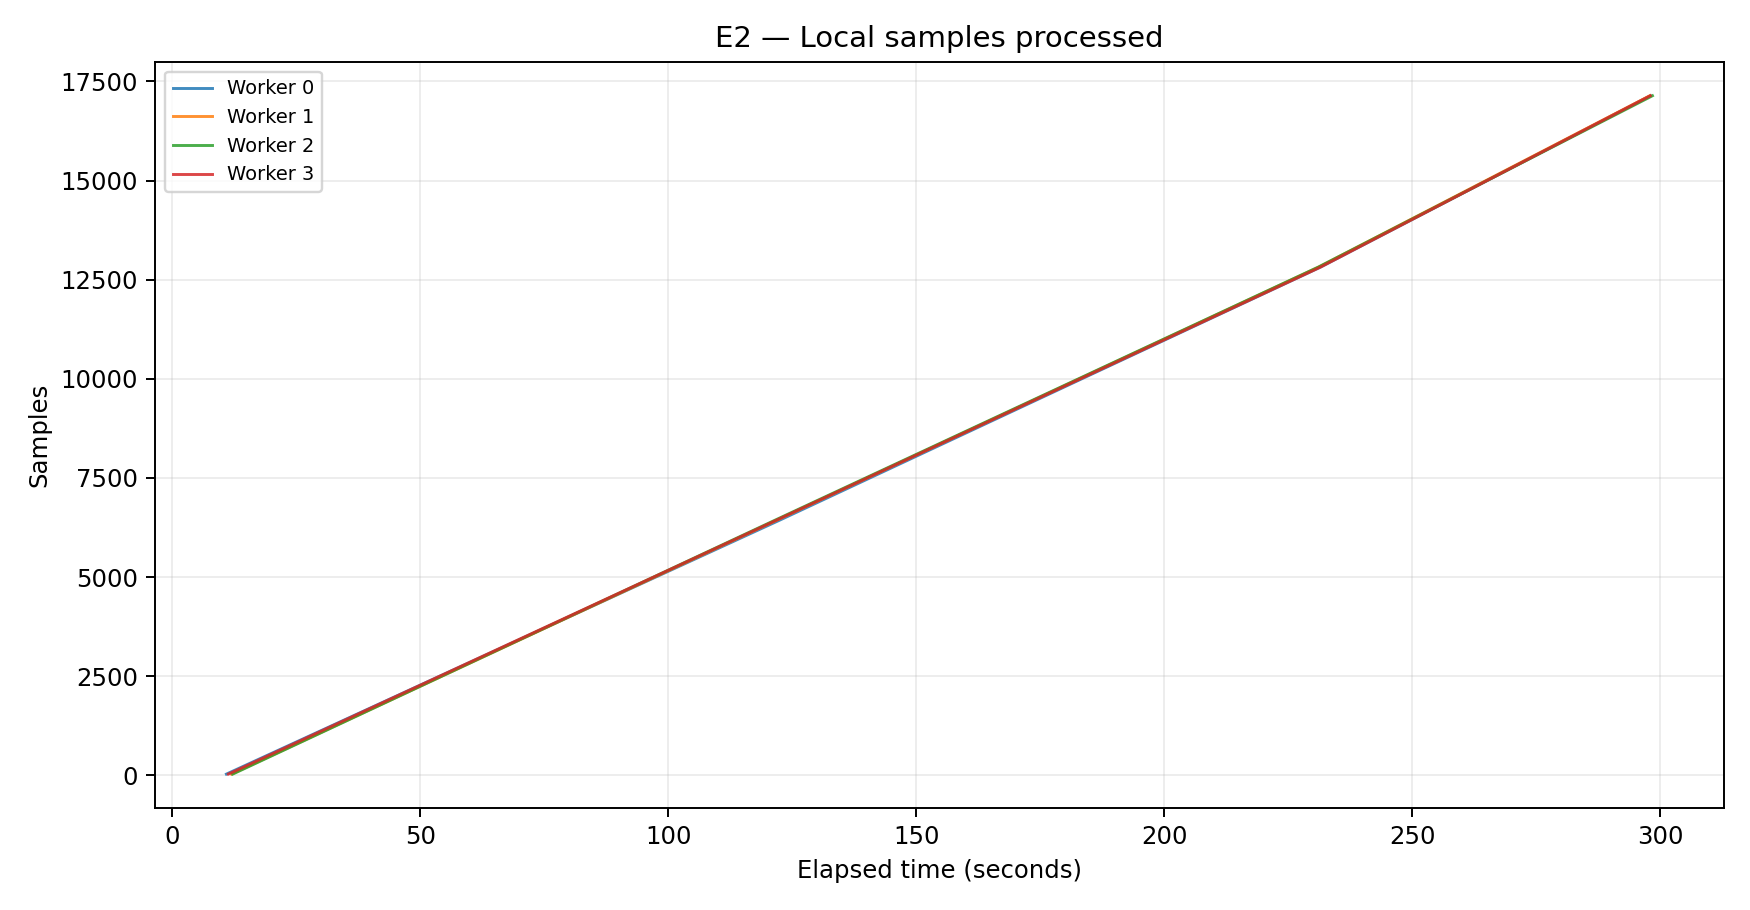 E2 — Local samples processed
Worker 0
Worker 1
Worker 2
Worker 3
17500
15000
12500
10000
7500
5000
2500
0
Samples
0 50 100 150 200 250 300
Elapsed time (seconds)